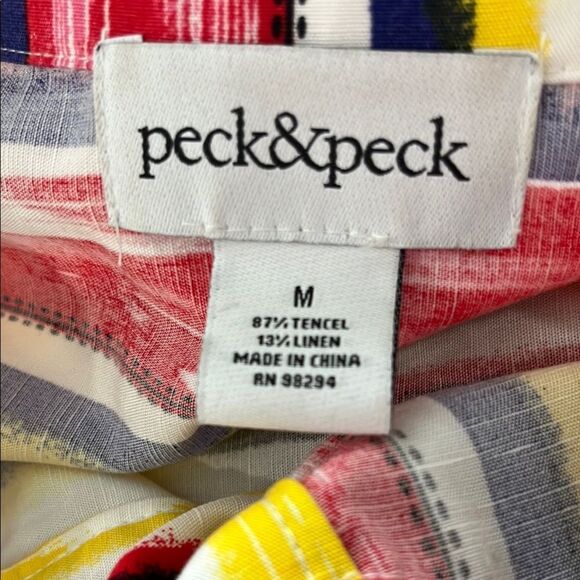 peck&peck
M
87% TENCEL
13% LINEN
MADE IN CHINA
RN 98294